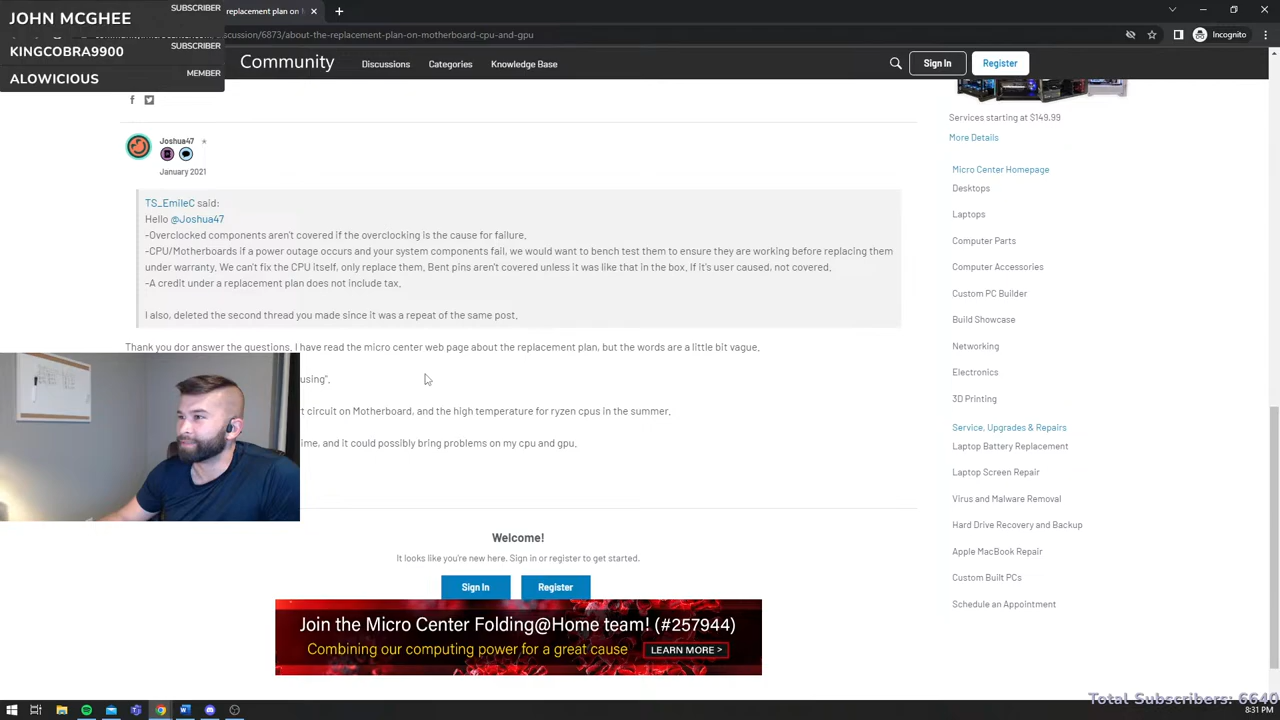 JOHN MCGHEE SUBSCRIBER
KINGCOBRA9900 SUBSCRIBER
ALOWICIOUS MEMBER
replacement plan on
scussion/6873/about-the-replacement-plan-on-motherboard-cpu-and-gpu
Incognito
Community Discussions Categories Knowledge Base Sign In Register
Services starting at $149.99
More Details
Joshua47
January 2021
TS_EmileC said:
Hello @Joshua47
-Overclocked components aren't covered if the overclocking is the cause for failure.
-CPU/Motherboards if a power outage occurs and your system components fail, we would want to bench test them to ensure they are working before replacing them
under warranty. We can't fix the CPU itself, only replace them. Bent pins aren't covered unless it was like that in the box. If it's user caused, not covered.
-A credit under a replacement plan does not include tax.
I also, deleted the second thread you made since it was a repeat of the same post.
Thank you dor answer the questions. I have read the micro center web page about the replacement plan, but the words are a little bit vague.
using".
t circuit on Motherboard, and the high temperature for ryzen cpus in the summer.
ime, and it could possibly bring problems on my cpu and gpu.
Welcome!
It looks like you're new here. Sign in or register to get started.
Sign In Register
Join the Micro Center Folding@Home team! (#257944)
Combining our computing power for a great cause LEARN MORE >
Micro Center Homepage
Desktops
Laptops
Computer Parts
Computer Accessories
Custom PC Builder
Build Showcase
Networking
Electronics
3D Printing
Service, Upgrades & Repairs
Laptop Battery Replacement
Laptop Screen Repair
Virus and Malware Removal
Hard Drive Recovery and Backup
Apple MacBook Repair
Custom Built PCs
Schedule an Appointment
Total Subscribers: 6640
8:31 PM